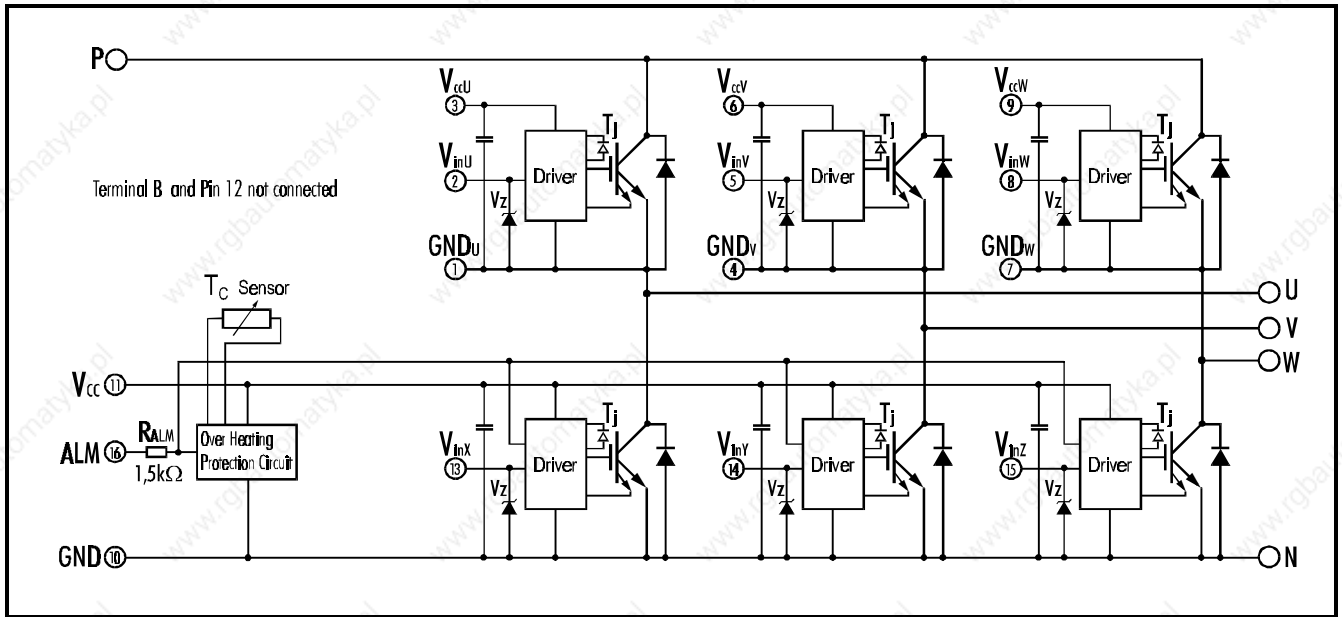 P
VccU
3
VinU
2
Vz
GNDU
1
Driver
Tj
VccV
6
VinV
5
Vz
GNDV
4
Driver
Tj
VccW
9
VinW
8
Vz
GNDW
7
Driver
Tj
Terminal B and Pin 12 not connected
TC Sensor
U
V
W
VCC 11
RALM
ALM 16
1,5kΩ
Over Heating
Protection Circuit
VinX
13
Vz
Driver
Tj
VinY
14
Vz
Driver
Tj
VinZ
15
Vz
Driver
Tj
GND 10
N
www.rgbautomatyka.pl